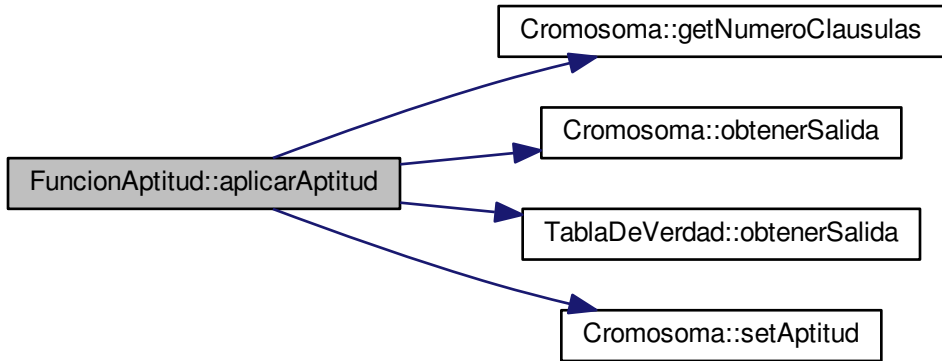 Cromosoma::getNumeroClausulas
Cromosoma::obtenerSalida
FuncionAptitud::aplicarAptitud
TablaDeVerdad::obtenerSalida
Cromosoma::setAptitud